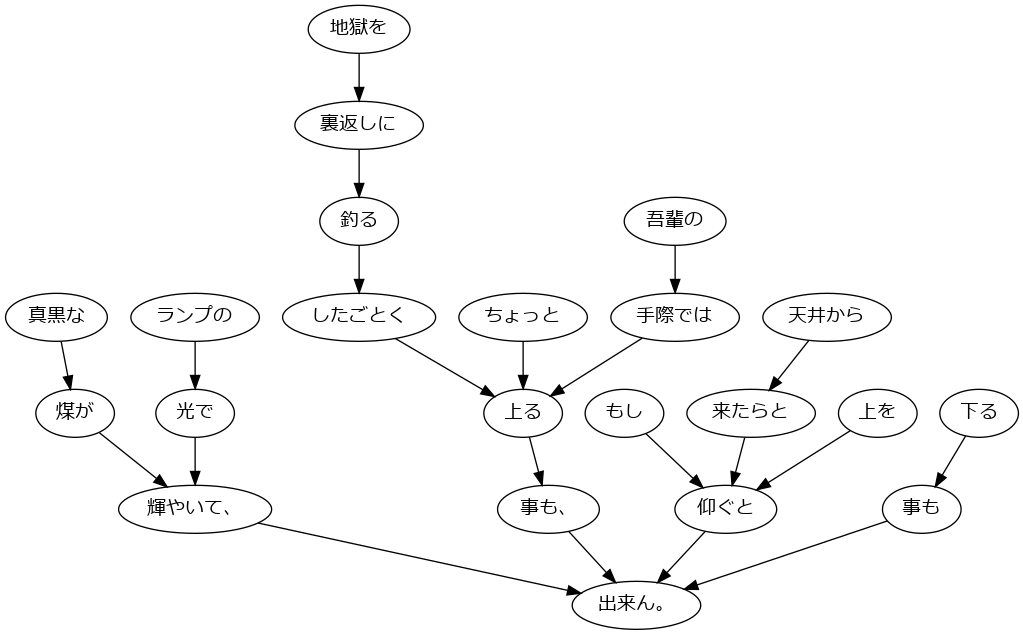 地獄を
裏返しに
釣る 吾輩の
真黒な ランプの したごとく ちょっと 手際では 天井から
煤が 光で 上る もし 来たらと 上を 下る
輝やいて、 事も、 仰ぐと 事も
出来ん。